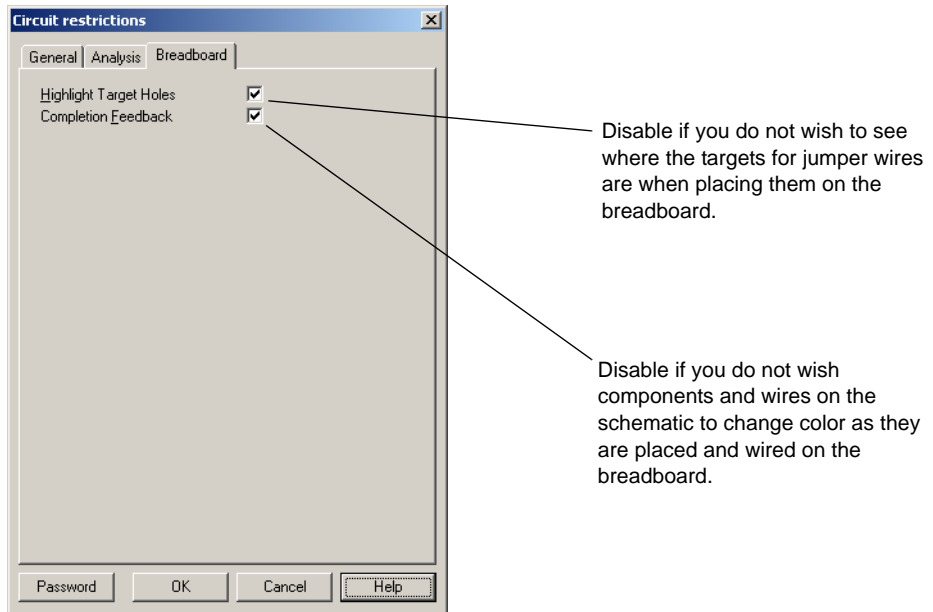 Circuit restrictions
General Analysis Breadboard
Highlight Target Holes
Completion Feedback
Disable if you do not wish to see
where the targets for jumper wires
are when placing them on the
breadboard.
Disable if you do not wish
components and wires on the
schematic to change color as they
are placed and wired on the
breadboard.
Password OK Cancel Help